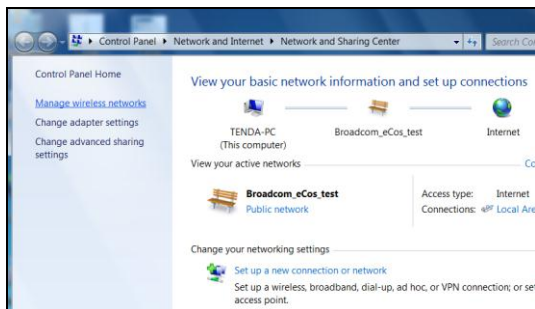 Control Panel ▸ Network and Internet ▸ Network and Sharing Center
Search Co
Control Panel Home
Manage wireless networks
Change adapter settings
Change advanced sharing
settings
View your basic network information and set up connections
TENDA-PC
(This computer)
Broadcom_eCos_test
Internet
View your active networks
Co
Broadcom_eCos_test
Public network
Access type: Internet
Connections: Local Are
Change your networking settings
Set up a new connection or network
Set up a wireless, broadband, dial-up, ad hoc, or VPN connection; or set
access point.